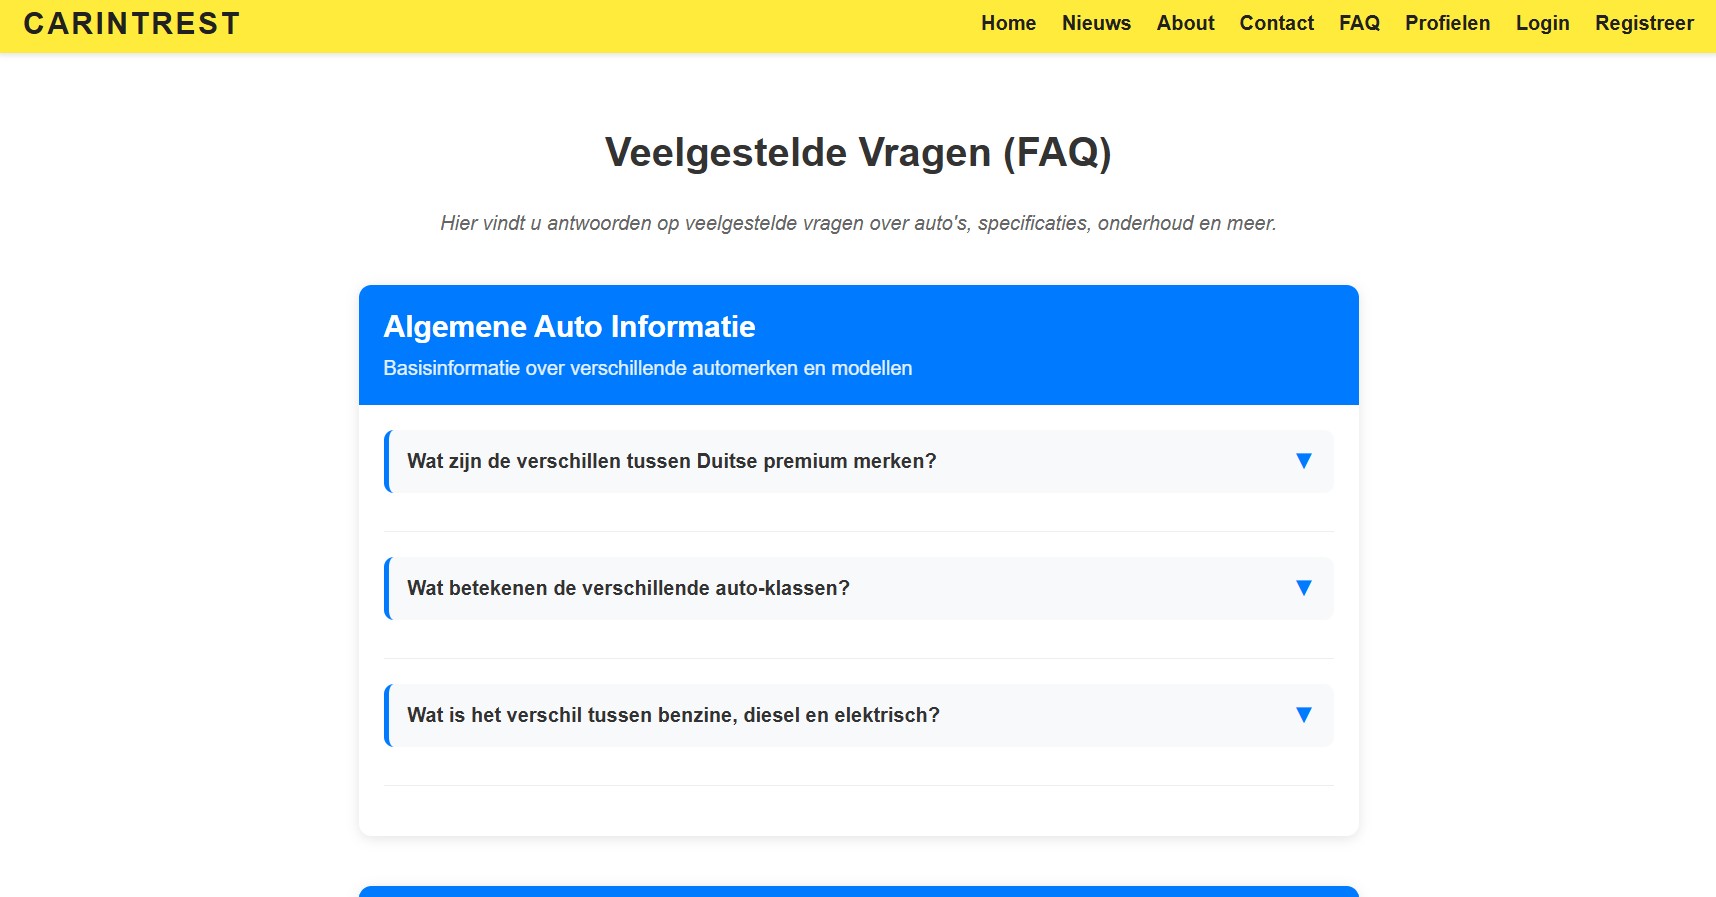 CARINTREST
Home Nieuws About Contact FAQ Profielen Login Registreer
Veelgestelde Vragen (FAQ)
Hier vindt u antwoorden op veelgestelde vragen over auto's, specificaties, onderhoud en meer.
Algemene Auto Informatie
Basisinformatie over verschillende automerken en modellen
Wat zijn de verschillen tussen Duitse premium merken?
Wat betekenen de verschillende auto-klassen?
Wat is het verschil tussen benzine, diesel en elektrisch?